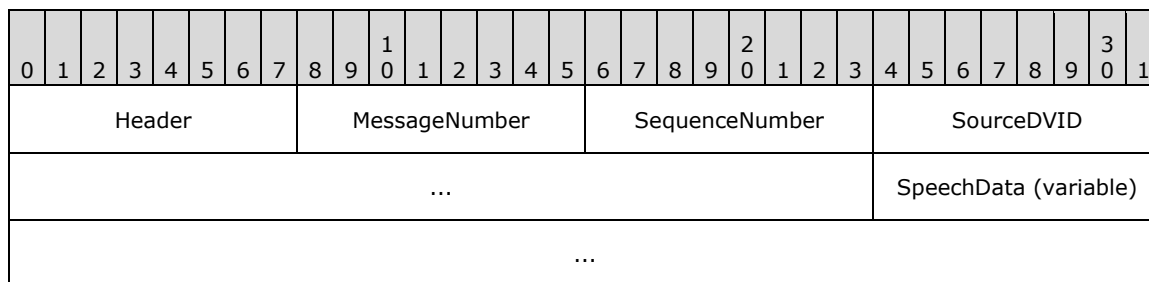 1 2 3
0 1 2 3 4 5 6 7 8 9 0 1 2 3 4 5 6 7 8 9 0 1 2 3 4 5 6 7 8 9 0 1
Header MessageNumber SequenceNumber SourceDVID
... SpeechData (variable)
...